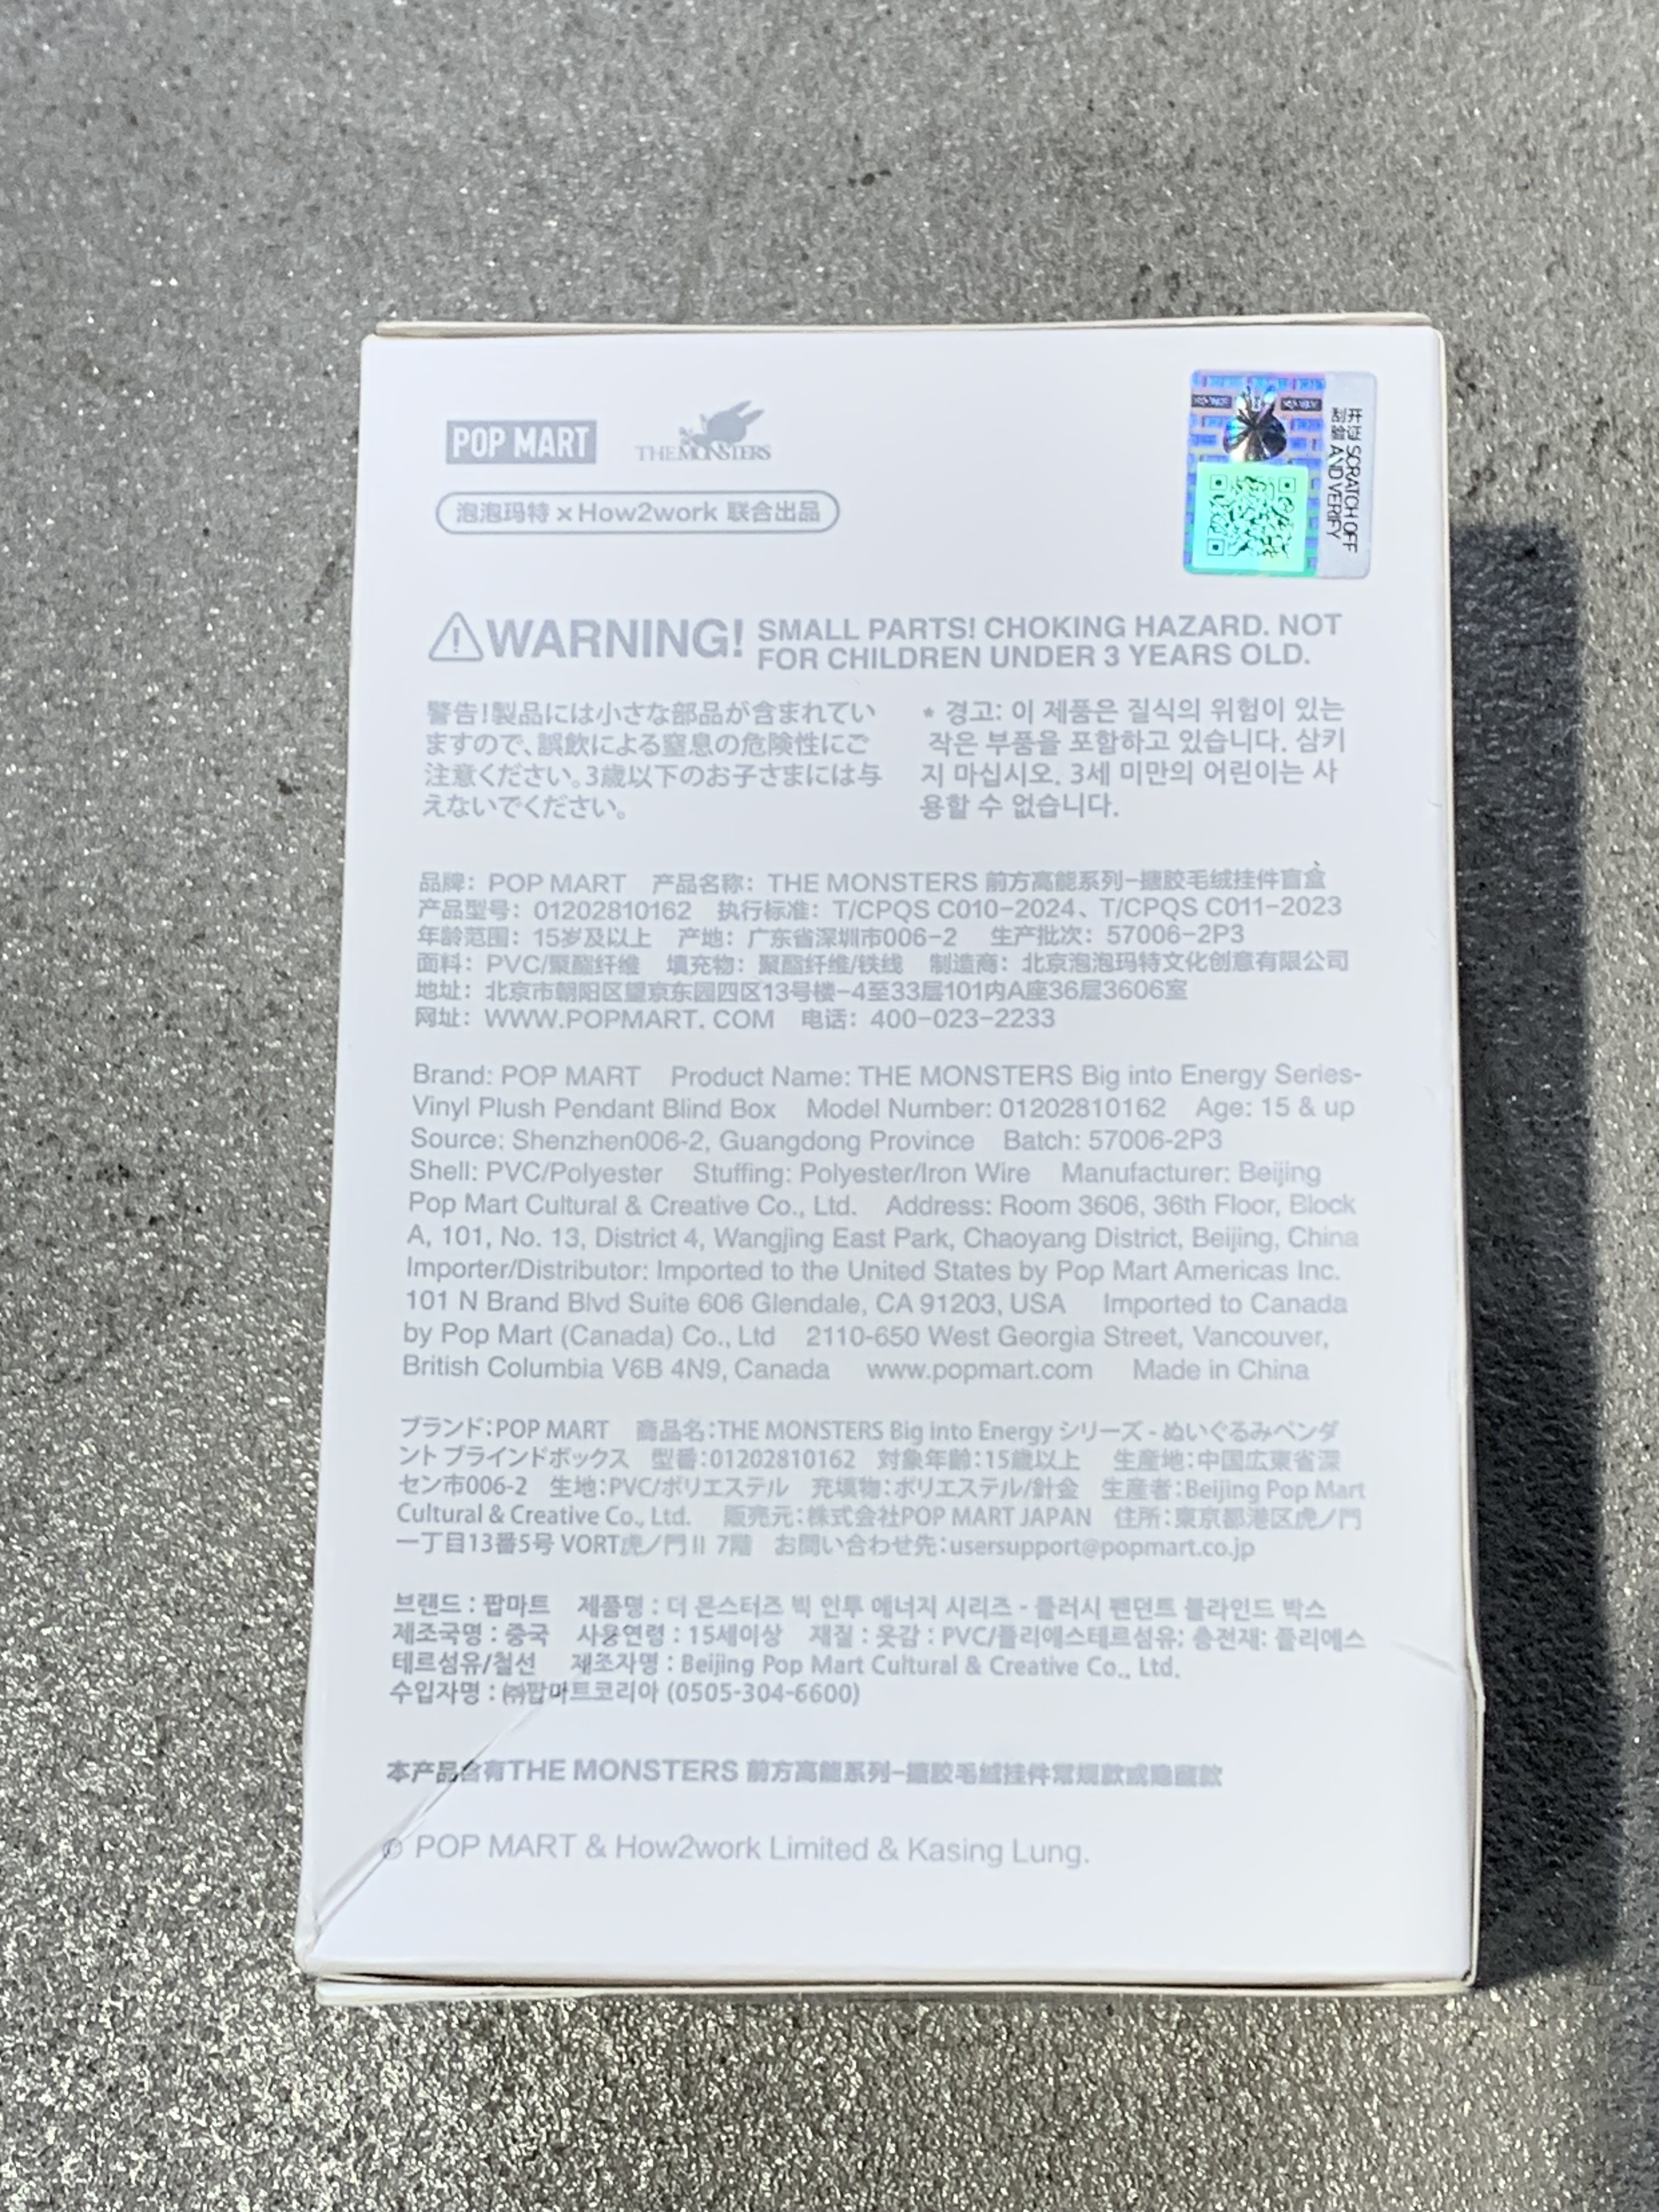 POP MART
THE MONSTERS
泡泡玛特 x How2work 联合出品
刮开
验证 SCRATCH OFF
AND VERIFY
WARNING! SMALL PARTS! CHOKING HAZARD. NOT
FOR CHILDREN UNDER 3 YEARS OLD.
警告!製品には小さな部品が含まれてい
ますので、誤飲による窒息の危険性にご
注意ください。3歳以下のお子さまには与
えないでください。
* 경고: 이 제품은 질식의 위험이 있는
작은 부품을 포함하고 있습니다. 삼키
지 마십시오. 3세 미만의 어린이는 사
용할 수 없습니다.
品牌：POP MART 产品名称：THE MONSTERS 前方高能系列-搪胶毛绒挂件盲盒
产品型号：01202810162 执行标准：T/CPQS C010-2024、T/CPQS C011-2023
年龄范围：15岁及以上 产地：广东省深圳市006-2 生产批次：57006-2P3
面料：PVC/聚酯纤维 填充物：聚酯纤维/铁线 制造商：北京泡泡玛特文化创意有限公司
地址：北京市朝阳区望京东园四区13号楼-4至33层101内A座36层3606室
网址：WWW.POPMART. COM 电话：400-023-2233
Brand: POP MART Product Name: THE MONSTERS Big into Energy Series-
Vinyl Plush Pendant Blind Box Model Number: 01202810162 Age: 15 & up
Source: Shenzhen006-2, Guangdong Province Batch: 57006-2P3
Shell: PVC/Polyester Stuffing: Polyester/Iron Wire Manufacturer: Beijing
Pop Mart Cultural & Creative Co., Ltd. Address: Room 3606, 36th Floor, Block
A, 101, No. 13, District 4, Wangjing East Park, Chaoyang District, Beijing, China
Importer/Distributor: Imported to the United States by Pop Mart Americas Inc.
101 N Brand Blvd Suite 606 Glendale, CA 91203, USA Imported to Canada
by Pop Mart (Canada) Co., Ltd 2110-650 West Georgia Street, Vancouver,
British Columbia V6B 4N9, Canada www.popmart.com Made in China
ブランド：POP MART 商品名：THE MONSTERS Big into Energy シリーズ - ぬいぐるみペンダ
ント ブラインドボックス 型番：01202810162 対象年齢：15歳以上 生産地：中国広東省深
セン市006-2 生地：PVC/ポリエステル 充填物：ポリエステル/針金 生産者：Beijing Pop Mart
Cultural & Creative Co., Ltd. 販売元：株式会社POP MART JAPAN 住所：東京都港区虎ノ門
一丁目13番5号 VORT虎ノ門Ⅱ 7階 お問い合わせ先：usersupport@popmart.co.jp
브랜드 : 팝마트 제품명 : 더 몬스터즈 빅 인투 에너지 시리즈 - 플러시 펜던트 블라인드 박스
제조국명 : 중국 사용연령 : 15세이상 재질 : 옷감 : PVC/폴리에스테르섬유; 충전재: 폴리에스
테르섬유/철선 제조자명 : Beijing Pop Mart Cultural & Creative Co., Ltd.
수입자명 : ㈜팝마트코리아 (0505-304-6600)
本产品含有THE MONSTERS 前方高能系列-搪胶毛绒挂件常规款或隐藏款
© POP MART & How2work Limited & Kasing Lung.